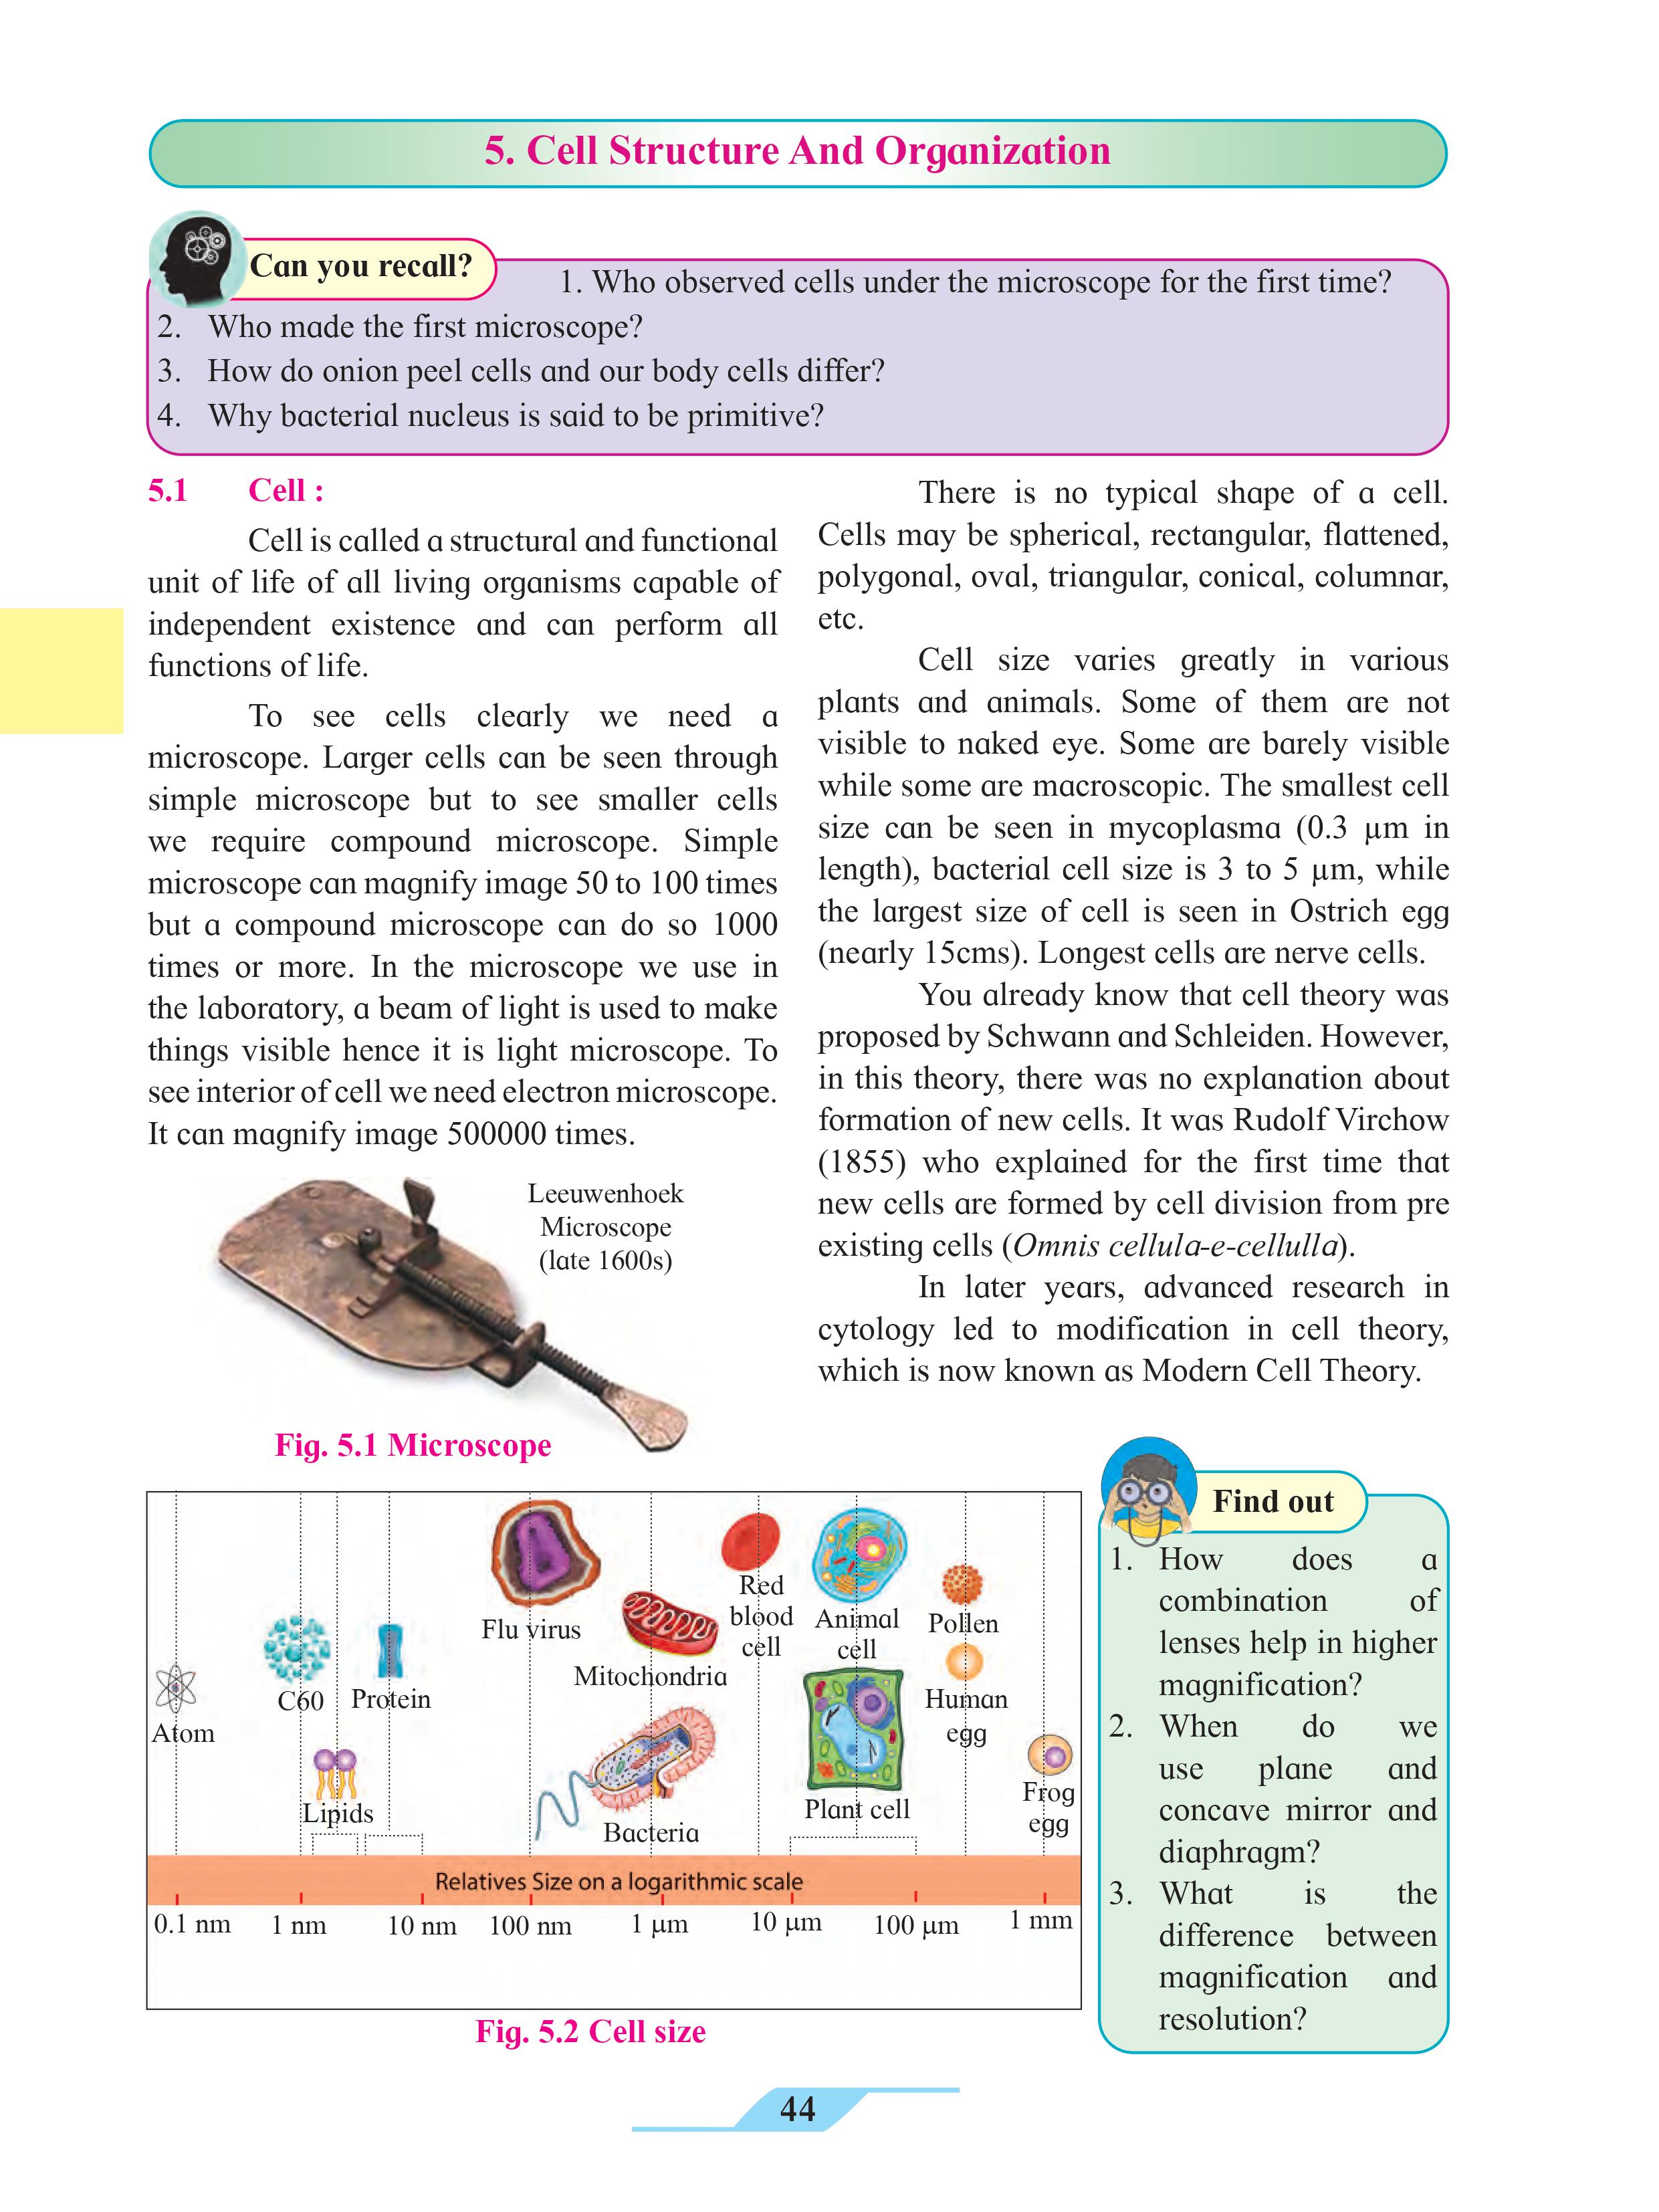 5. Cell Structure And Organization
Can you recall?
1. Who observed cells under the microscope for the first time?
2. Who made the first microscope?
3. How do onion peel cells and our body cells differ?
4. Why bacterial nucleus is said to be primitive?
5.1 Cell :
Cell is called a structural and functional
unit of life of all living organisms capable of
independent existence and can perform all
functions of life.
To see cells clearly we need a
microscope. Larger cells can be seen through
simple microscope but to see smaller cells
we require compound microscope. Simple
microscope can magnify image 50 to 100 times
but a compound microscope can do so 1000
times or more. In the microscope we use in
the laboratory, a beam of light is used to make
things visible hence it is light microscope. To
see interior of cell we need electron microscope.
It can magnify image 500000 times.
Leeuwenhoek
Microscope
(late 1600s)
Fig. 5.1 Microscope
There is no typical shape of a cell.
Cells may be spherical, rectangular, flattened,
polygonal, oval, triangular, conical, columnar,
etc.
Cell size varies greatly in various
plants and animals. Some of them are not
visible to naked eye. Some are barely visible
while some are macroscopic. The smallest cell
size can be seen in mycoplasma (0.3 µm in
length), bacterial cell size is 3 to 5 µm, while
the largest size of cell is seen in Ostrich egg
(nearly 15cms). Longest cells are nerve cells.
You already know that cell theory was
proposed by Schwann and Schleiden. However,
in this theory, there was no explanation about
formation of new cells. It was Rudolf Virchow
(1855) who explained for the first time that
new cells are formed by cell division from pre
existing cells (Omnis cellula-e-cellulla).
In later years, advanced research in
cytology led to modification in cell theory,
which is now known as Modern Cell Theory.
Atom
C60
Protein
Lipids
Flu virus
Mitochondria
Bacteria
Red
blood
cell
Animal
cell
Plant cell
Pollen
Human
egg
Frog
egg
Relatives Size on a logarithmic scale
0.1 nm 1 nm 10 nm 100 nm 1 µm 10 µm 100 µm 1 mm
Fig. 5.2 Cell size
Find out
1. How does a
combination of
lenses help in higher
magnification?
2. When do we
use plane and
concave mirror and
diaphragm?
3. What is the
difference between
magnification and
resolution?
44